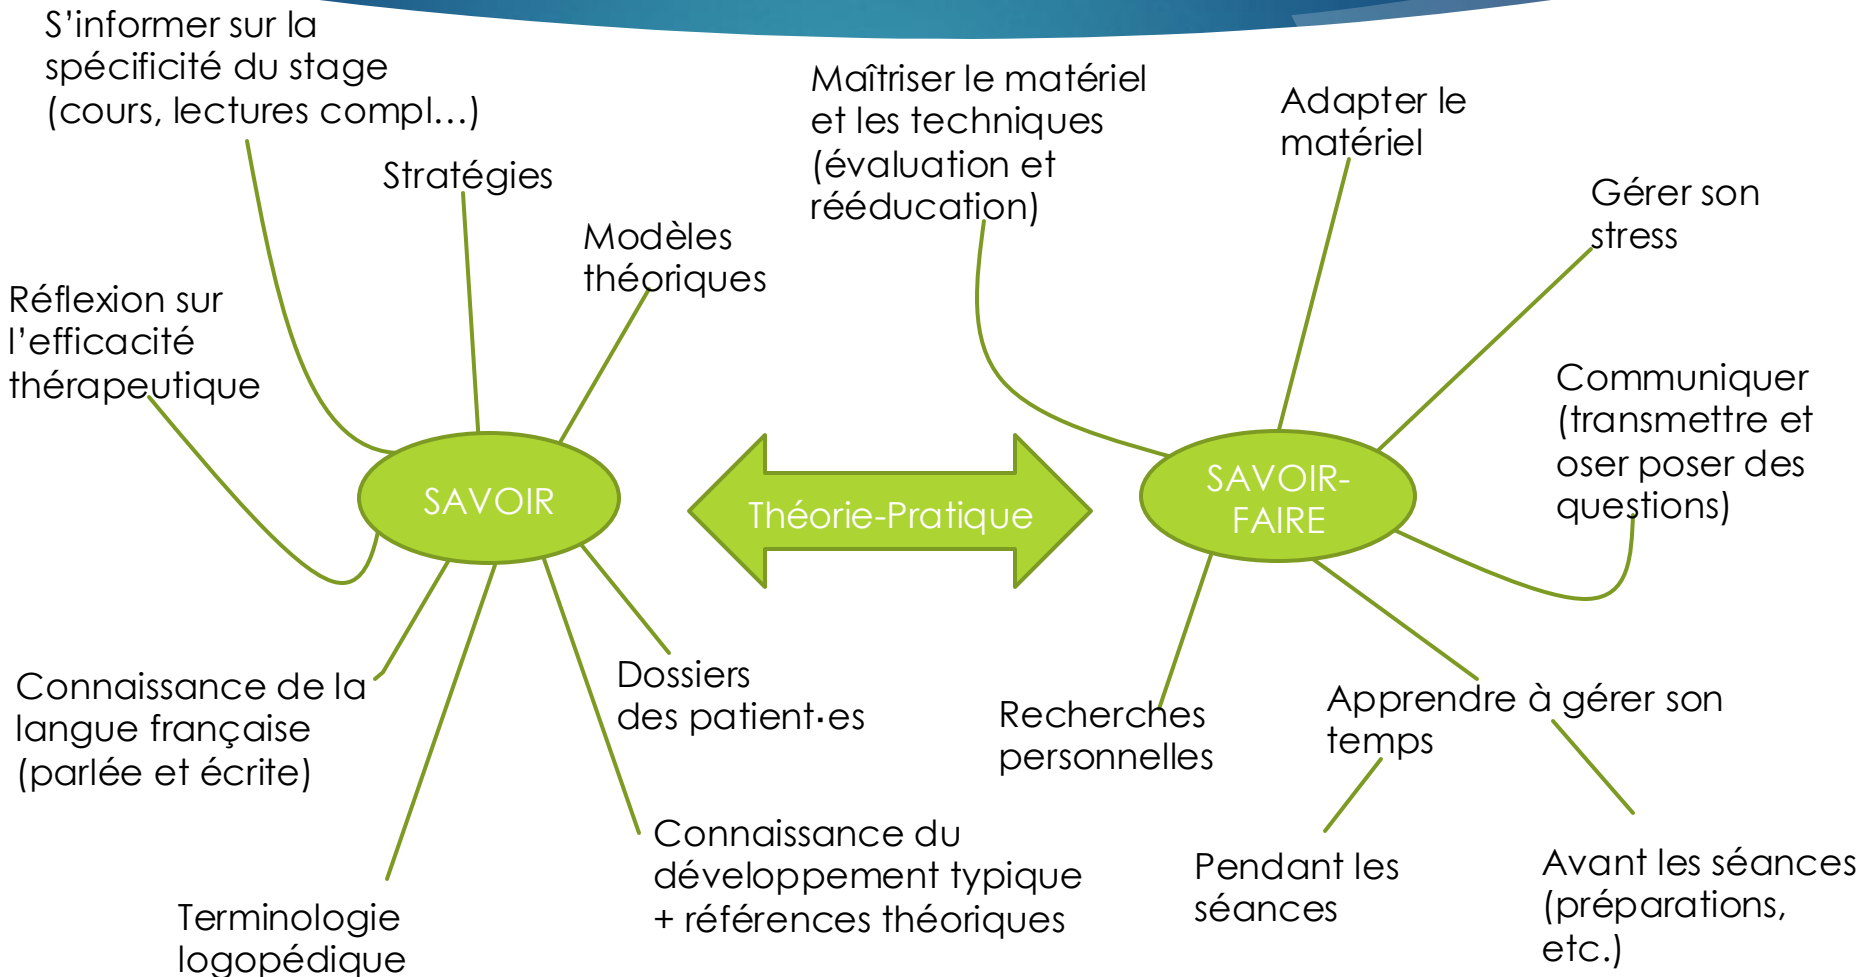 S’informer sur la
spécificité du stage
(cours, lectures compl…)
Stratégies
Modèles
théoriques
Réflexion sur
l’efficacité
thérapeutique
SAVOIR
Connaissance de la
langue française
(parlée et écrite)
Terminologie
logopédique
Connaissance du
développement typique
+ références théoriques
Dossiers
des patient·es
Théorie-Pratique
Maîtriser le matériel
et les techniques
(évaluation et
rééducation)
Adapter le
matériel
Gérer son
stress
Communiquer
(transmettre et
oser poser des
questions)
SAVOIR-
FAIRE
Recherches
personnelles
Apprendre à gérer son
temps
Pendant les
séances
Avant les séances
(préparations,
etc.)